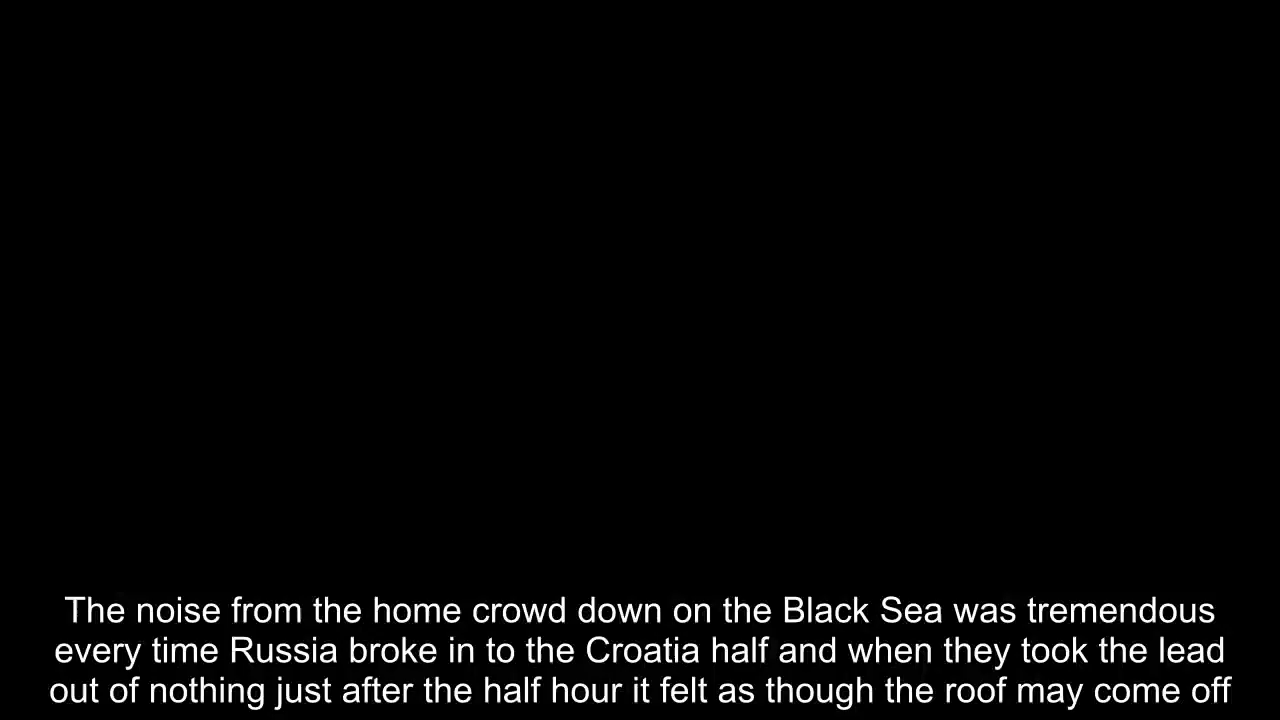 The noise from the home crowd down on the Black Sea was tremendous
every time Russia broke in to the Croatia half and when they took the lead
out of nothing just after the half hour it felt as though the roof may come off